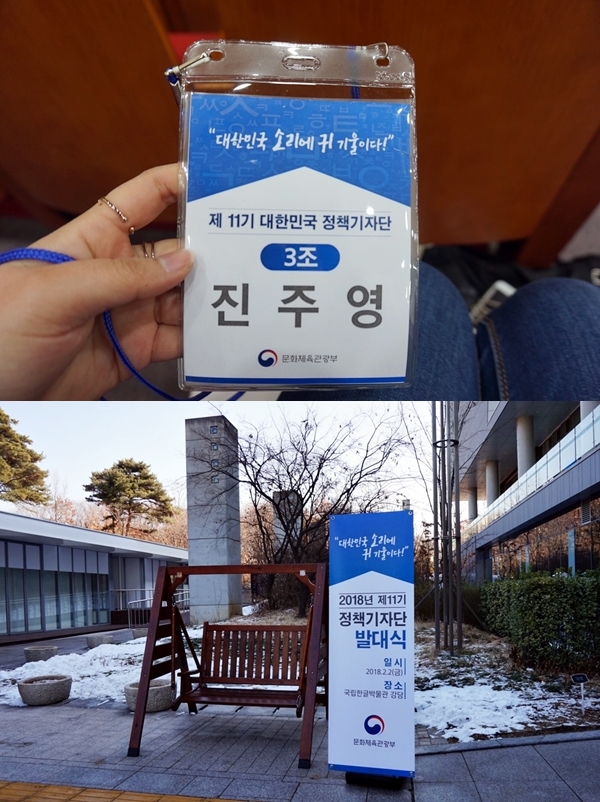 "대한민국 소리에 귀 기울이다!"
제 11기 대한민국 정책기자단
3조
진 주 영
문화체육관광부
"대한민국 소리에
귀 기울이다!"
2018년 제11기
정책기자단
발대식
일 시
2018.2.2(금)
장 소
국립한글박물관 강당
문화체육관광부